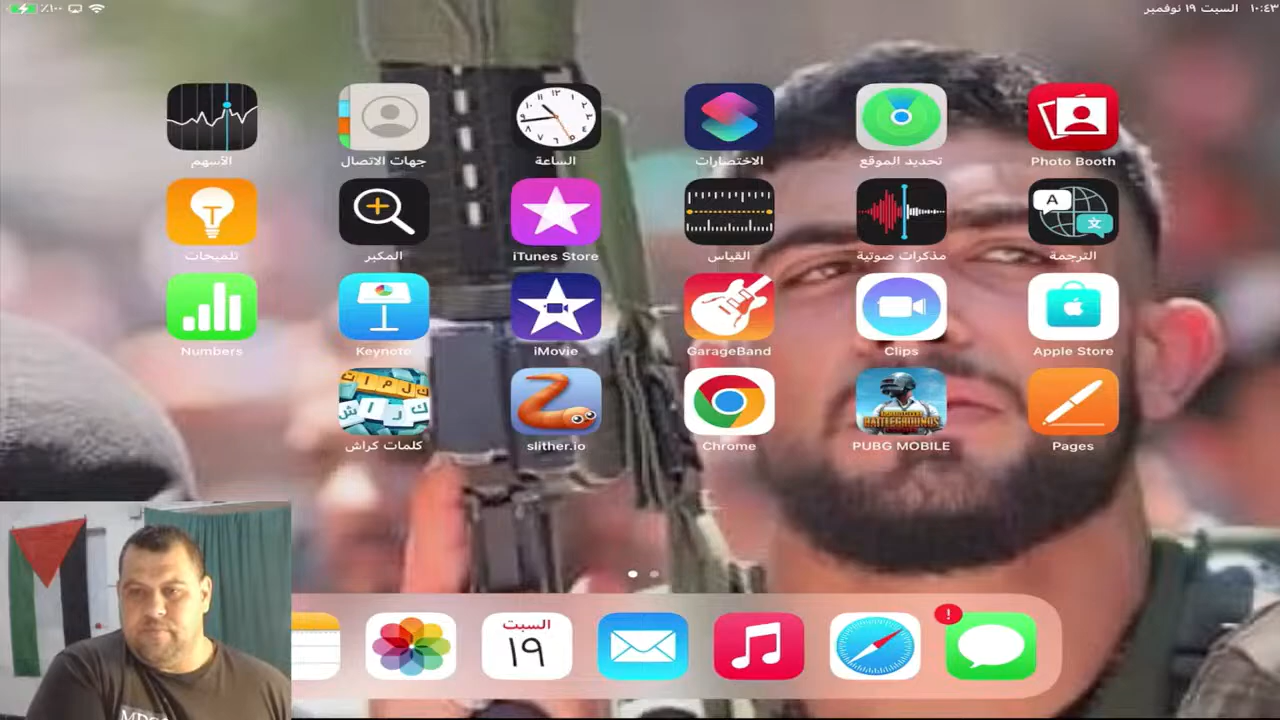 ١٠:٤٣ السبت ١٩ نوفمبر
٪١٠٠
Photo Booth
تحديد الموقع
الاختصارات
الساعة
جهات الاتصال
الأسهم
الترجمة
مذكرات صوتية
القياس
iTunes Store
المكبر
تلميحات
Apple Store
Clips
GarageBand
iMovie
Keynote
Numbers
Pages
PUBG MOBILE
Chrome
slither.io
كلمات كراش
السبت
١٩